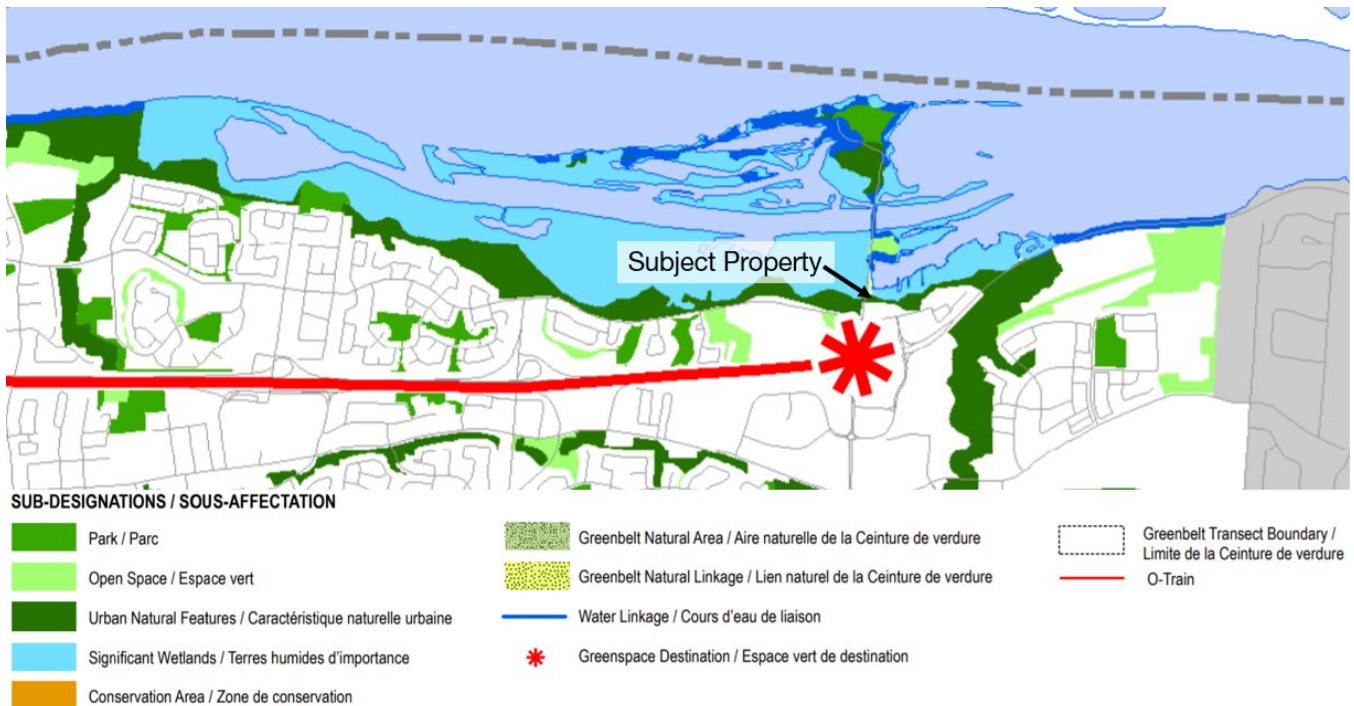 Subject Property
SUB-DESIGNATIONS / SOUS-AFFECTATION
Park / Parc
Open Space / Espace vert
Urban Natural Features / Caractéristique naturelle urbaine
Significant Wetlands / Terres humides d'importance
Conservation Area / Zone de conservation
Greenbelt Natural Area / Aire naturelle de la Ceinture de verdure
Greenbelt Natural Linkage / Lien naturel de la Ceinture de verdure
Water Linkage / Cours d'eau de liaison
Greenspace Destination / Espace vert de destination
Greenbelt Transect Boundary /
Limite de la Ceinture de verdure
O-Train